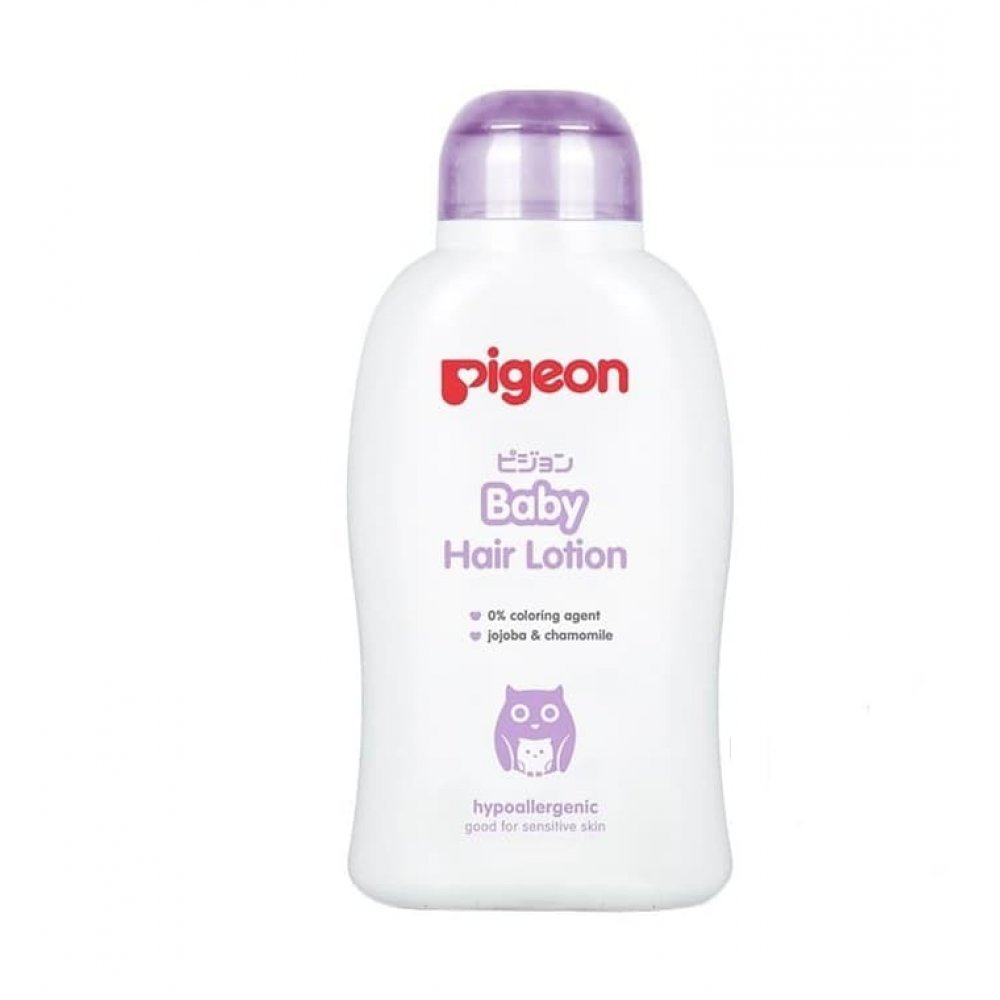 pigeon
ピジョン
Baby
Hair Lotion
0% coloring agent
jojoba & chamomile
hypoallergenic
good for sensitive skin